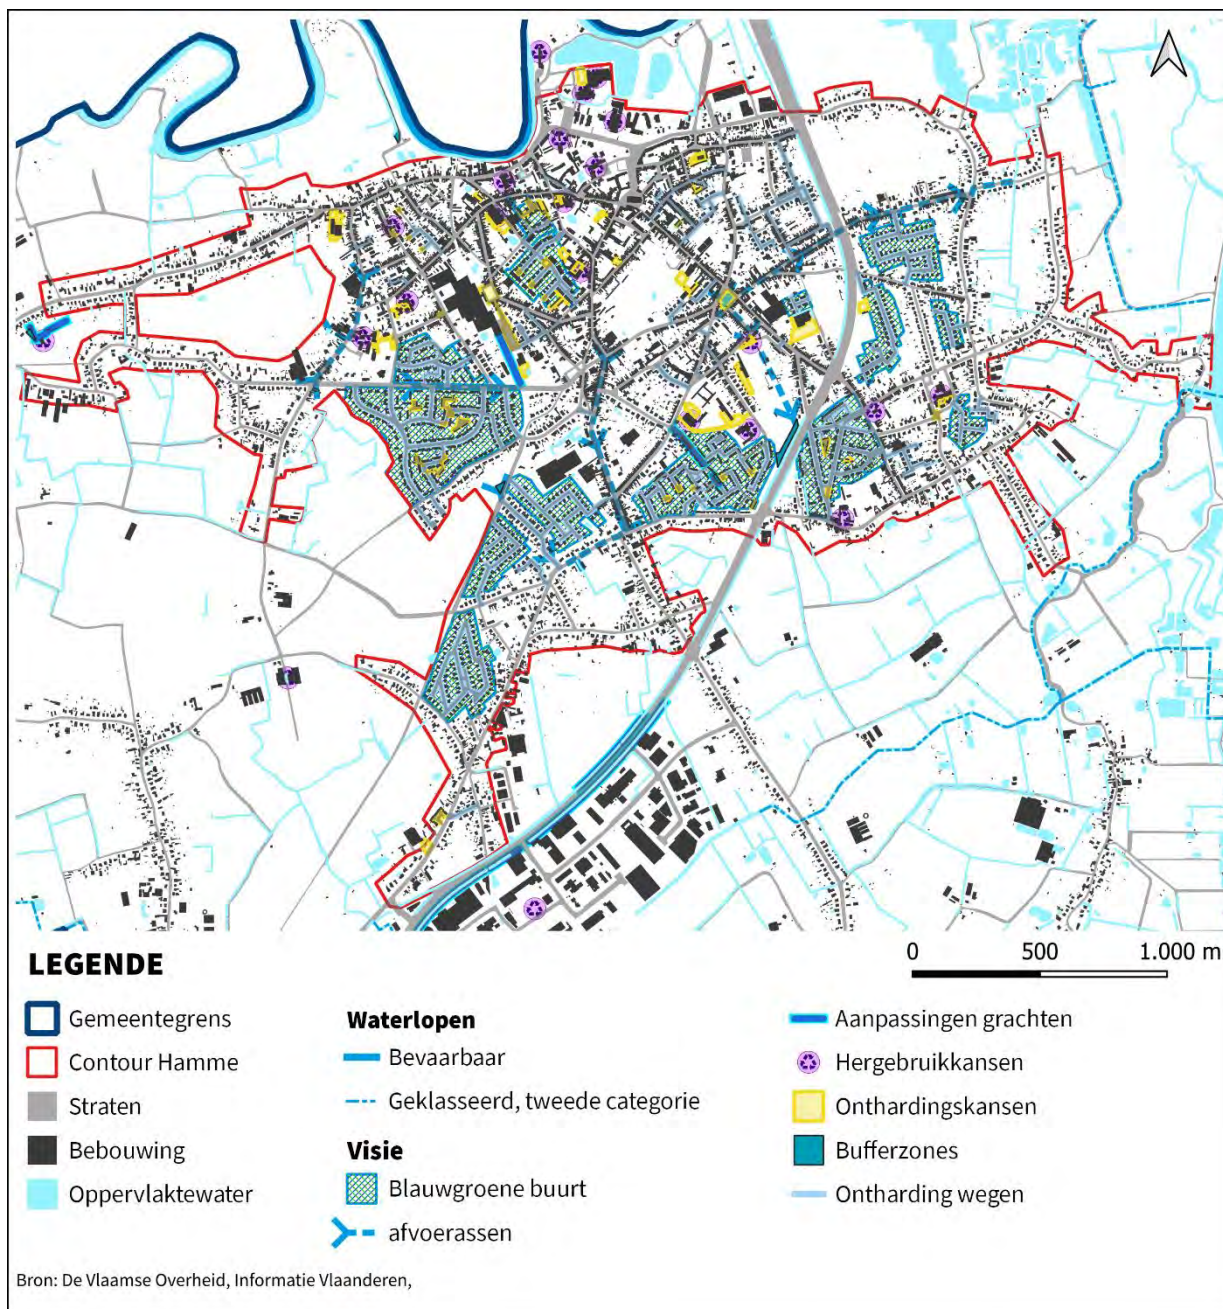 LEGENDE
0 500 1.000 m
Gemeentegrens
Contour Hamme
Straten
Bebouwing
Oppervlaktewater
Waterlopen
Bevaarbaar
Geklasseerd, tweede categorie
Visie
Blauwgroene buurt
afvoerassen
Aanpassingen grachten
Hergebruikkansen
Onthardingskansen
Bufferzones
Ontharding wegen
Bron: De Vlaamse Overheid, Informatie Vlaanderen,